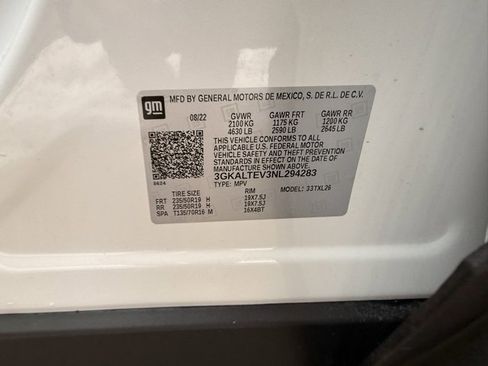 gm
MFD BY GENERAL MOTORS DE MEXICO, S. DE R.L. DE C.V.
08/22 GVWR GAWR FRT GAWR RR
2100 KG 1175 KG 1200 KG
4630 LB 2590 LB 2645 LB
THIS VEHICLE CONFORMS TO ALL
APPLICABLE U.S. FEDERAL MOTOR
VEHICLE SAFETY AND THEFT PREVENTION
STANDARDS IN EFFECT ON THE DATE OF
MANUFACTURE SHOWN ABOVE.
3GKALTEV3NL294283
TYPE: MPV MODEL: 33TXL26
TIRE SIZE RIM
FRT 235/50R19 H 19X7.5J
RR 235/50R19 H 19X7.5J
SPA T135/70R16 M 16X4BT